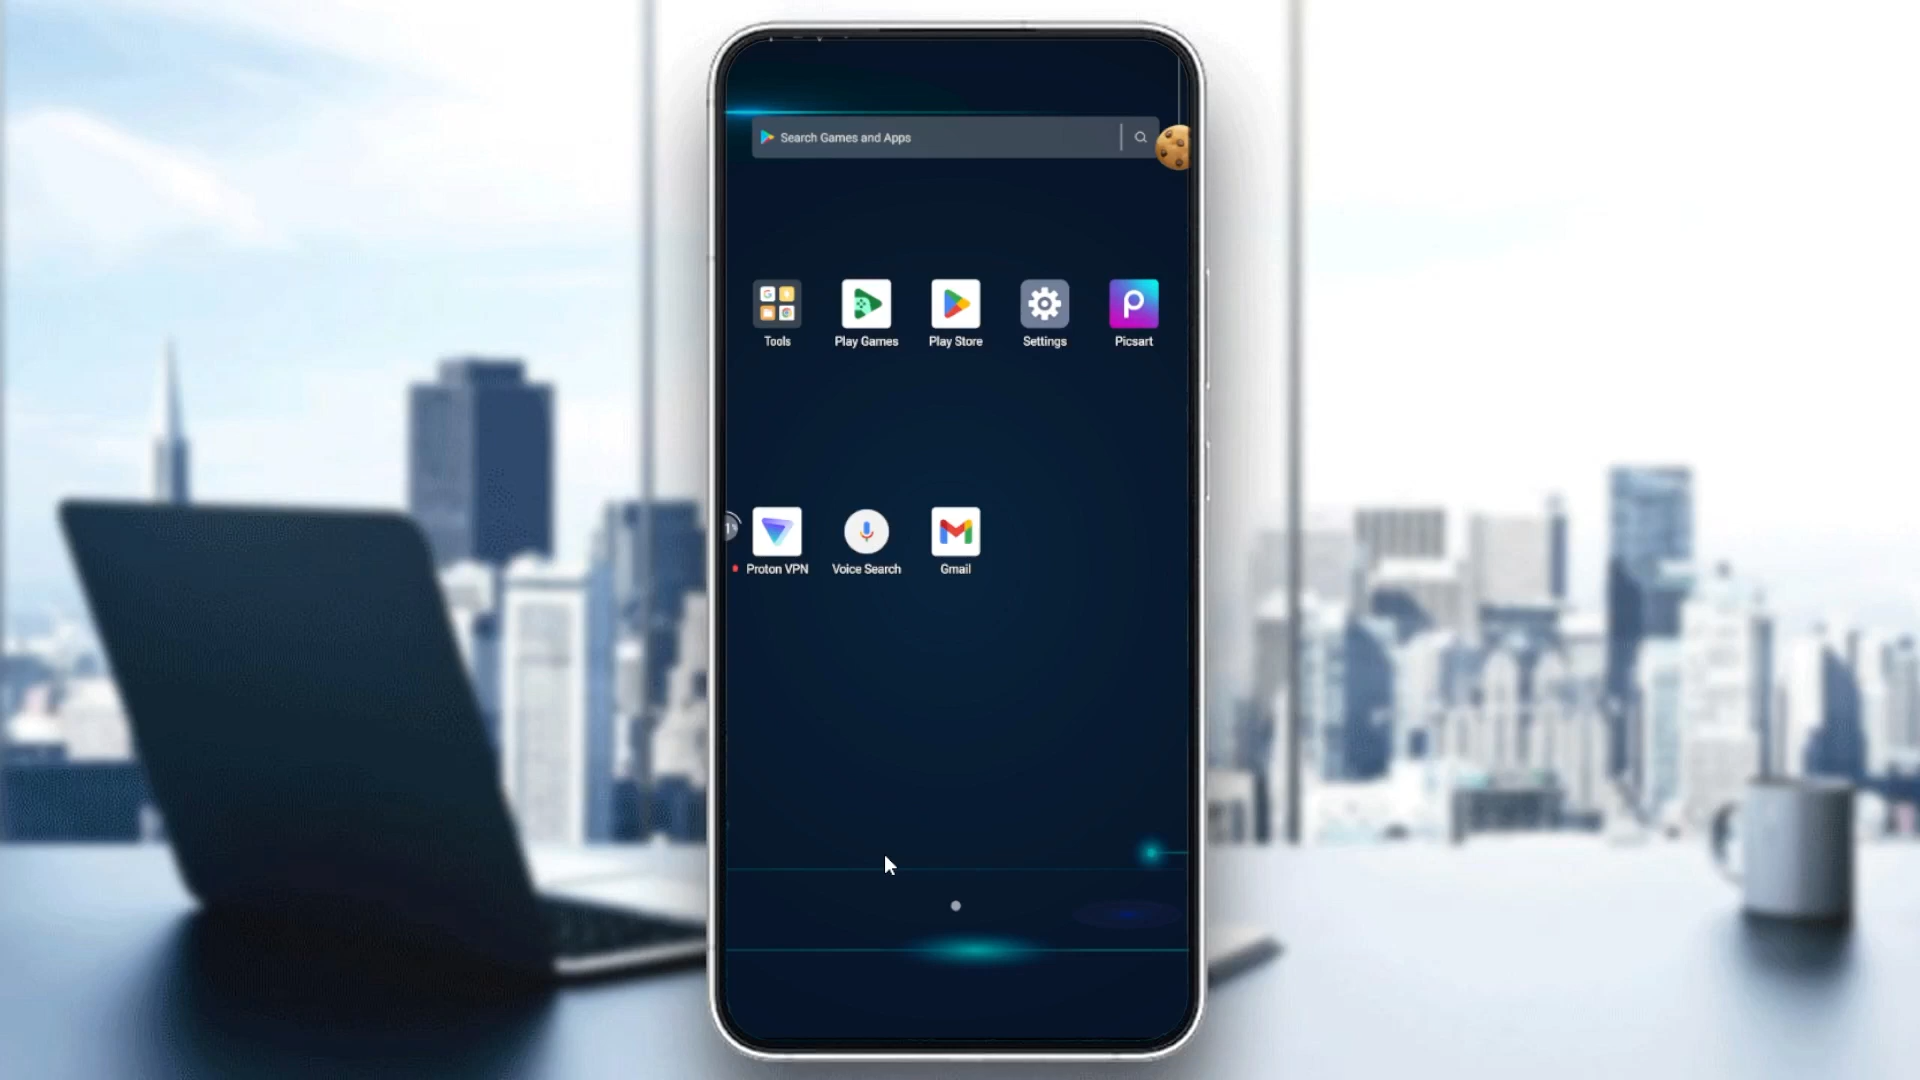 Search Games and Apps
Tools
Play Games
Play Store
Settings
Picsart
Proton VPN
Voice Search
Gmail